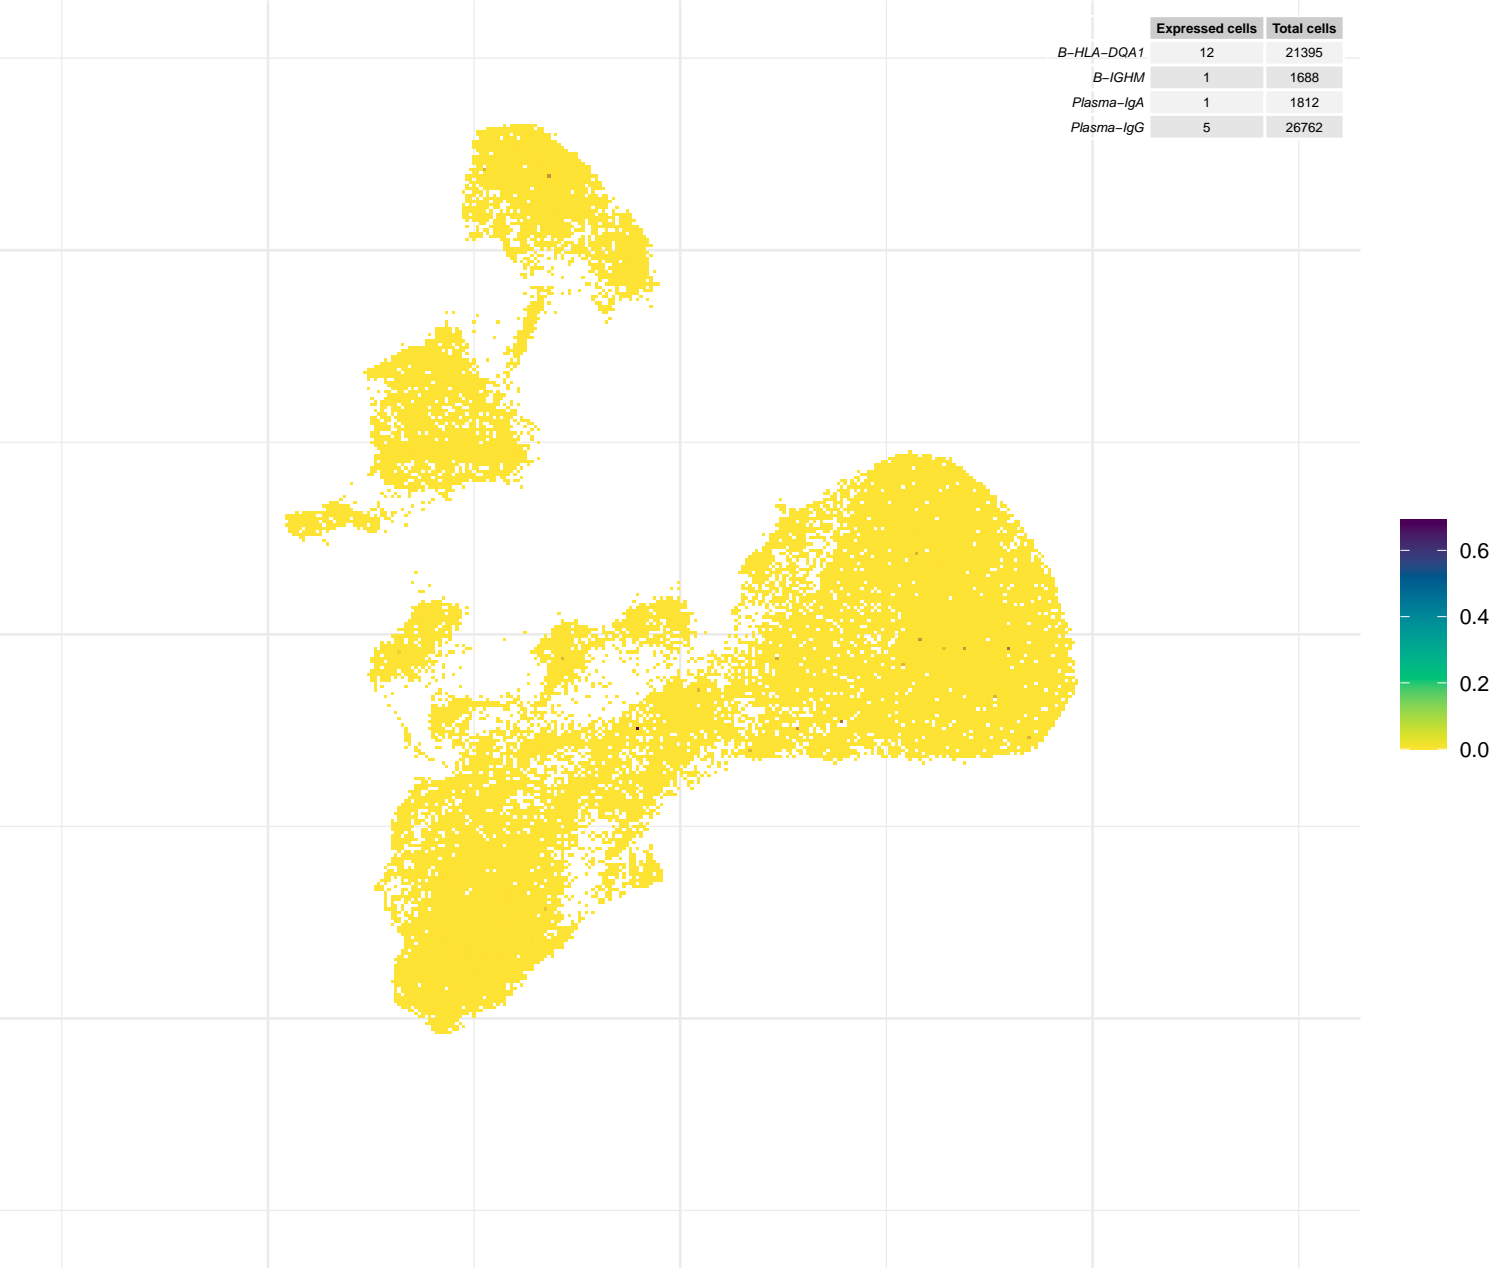 Expressed cells Total cells
B−HLA−DQA1 12 21395
B−IGHM 1 1688
Plasma−IgA 1 1812
Plasma−IgG 5 26762
0.6
0.4
0.2
0.0